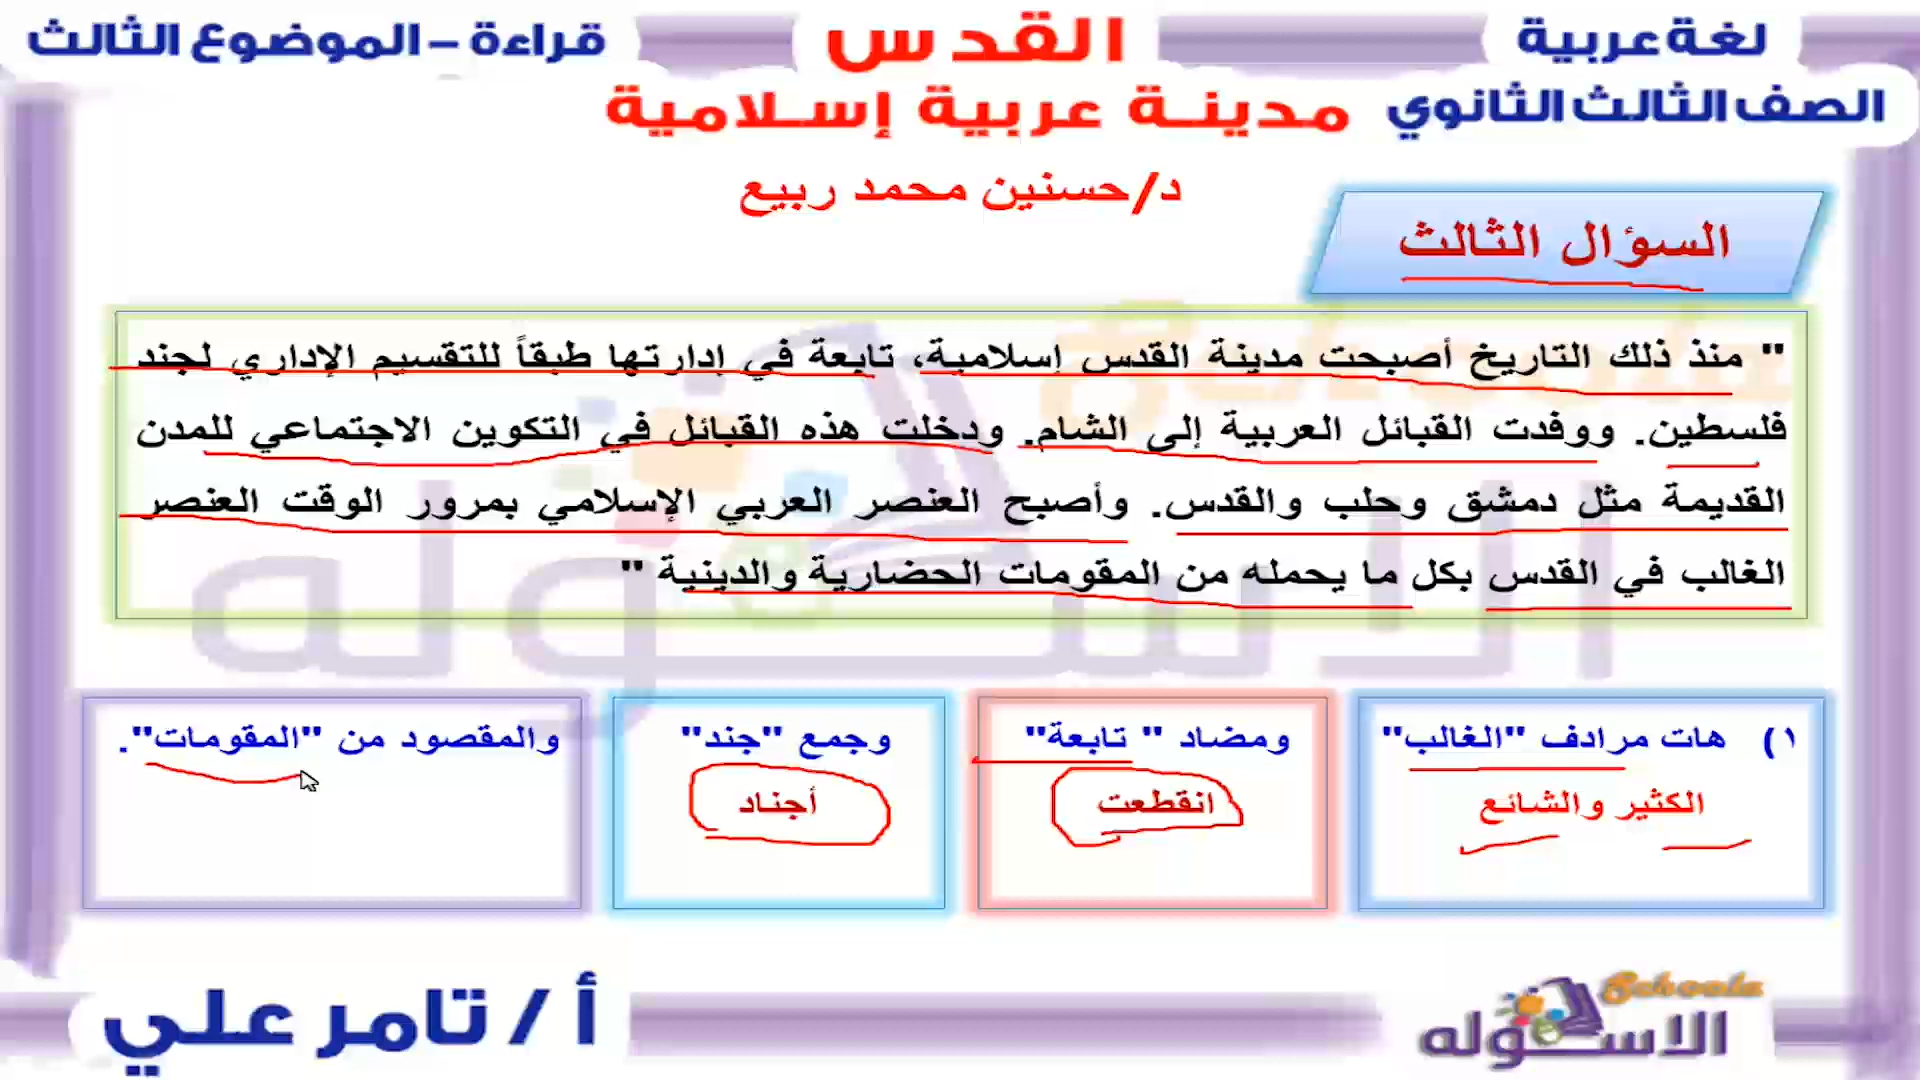 لغة عربية
الصف الثالث الثانوي
القدس
مدينة عربية إسلامية
قراءة – الموضوع الثالث
د/حسنين محمد ربيع
السؤال الثالث
" منذ ذلك التاريخ أصبحت مدينة القدس إسلامية، تابعة في إدارتها طبقاً للتقسيم الإداري لجند
فلسطين. ووفدت القبائل العربية إلى الشام. ودخلت هذه القبائل في التكوين الاجتماعي للمدن
القديمة مثل دمشق وحلب والقدس. وأصبح العنصر العربي الإسلامي بمرور الوقت العنصر
الغالب في القدس بكل ما يحمله من المقومات الحضارية والدينية "
١) هات مرادف "الغالب"
الكثير والشائع
ومضاد " تابعة"
انقطعت
وجمع "جند"
أجناد
والمقصود من "المقومات".
أ / تامر علي
Schoola
الاسكوله